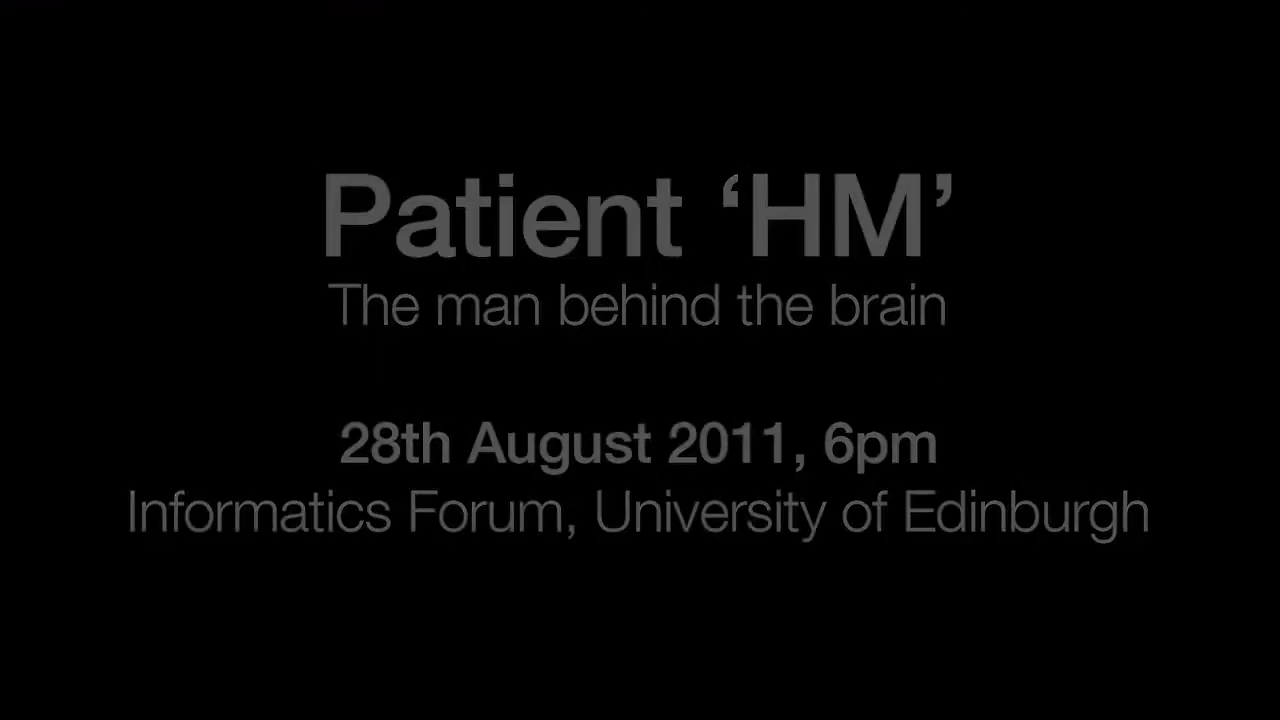 Patient ‘HM’
The man behind the brain
28th August 2011, 6pm
Informatics Forum, University of Edinburgh